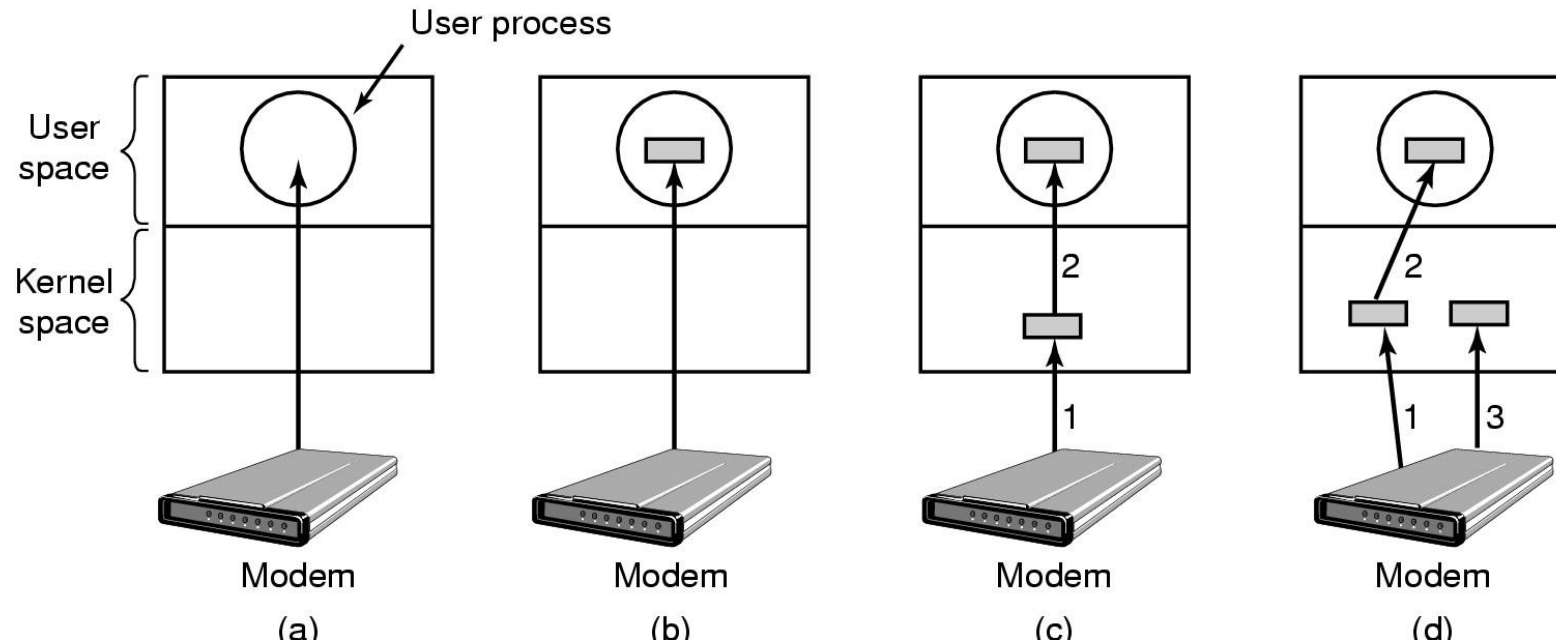 User process
User
space
Kernel
space
2
1
2
1
3
Modem
Modem
Modem
Modem
(a)
(b)
(c)
(d)